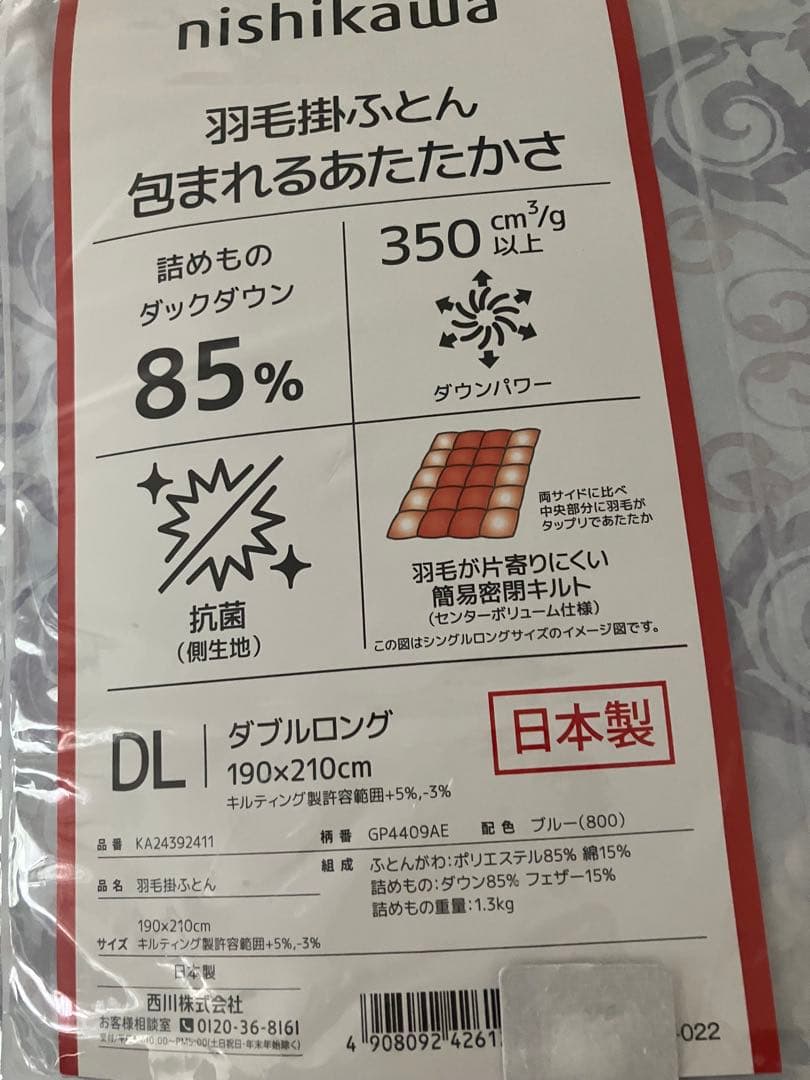 nishikawa
羽毛掛ふとん
包まれるあたたかさ
詰めもの
ダックダウン
85%
350 cm³/g
以上
ダウンパワー
抗菌
(側生地)
両サイドに比べ
中央部分に羽毛が
タップリであたたか
羽毛が片寄りにくい
簡易密閉キルト
(センターボリューム仕様)
この図はシングルロングサイズのイメージ図です。
DL
ダブルロング
190×210cm
キルティング製許容範囲+5%,-3%
日本製
品番 KA24392411
柄番 GP4409AE 配色 ブルー(800)
品名 羽毛掛ふとん
組成 ふとんがわ:ポリエステル85% 綿15%
詰めもの:ダウン85% フェザー15%
詰めもの重量:1.3kg
190×210cm
サイズ キルティング製許容範囲+5%,-3%
日本製
西川株式会社
お客様相談室 0120-36-8161
4 908092 4261
-022